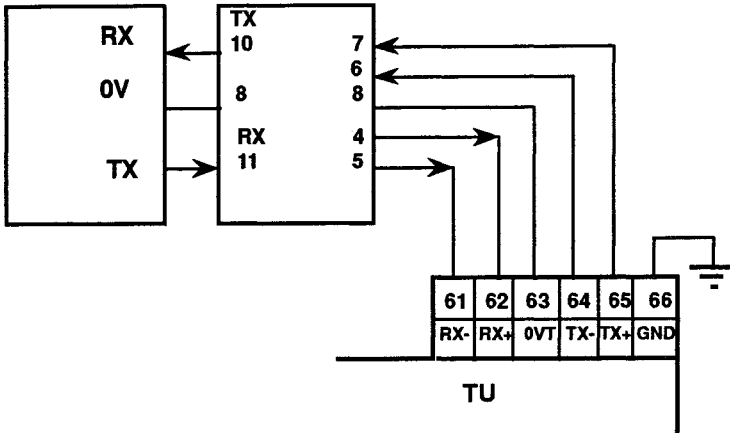 RX
0V
TX
TX
10
8
RX
11
7
6
8
4
5
61 62 63 64 65 66
RX- RX+ 0VT TX- TX+ GND
TU